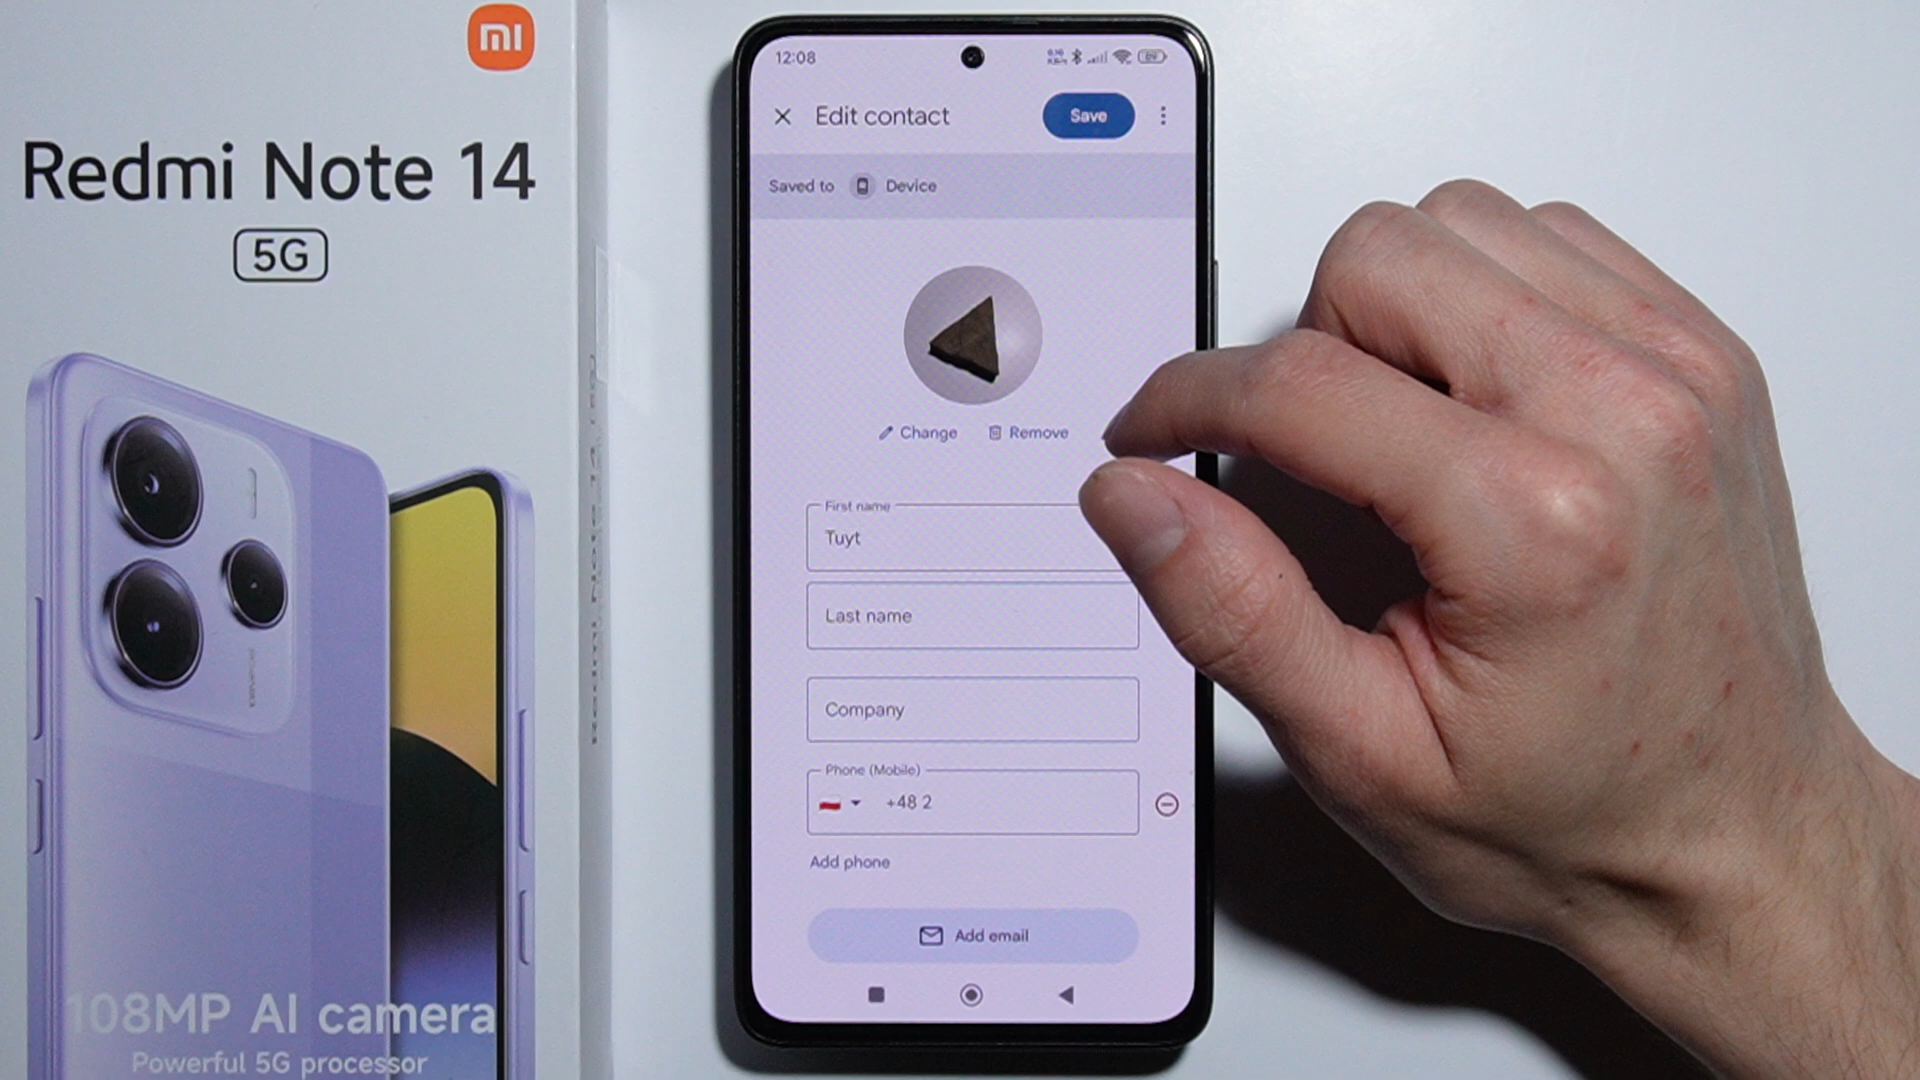 mi
Redmi Note 14
5G
108MP AI camera
Powerful 5G processor
12:08
Edit contact
Save
Saved to
Device
Change
Remove
First name
Tuyt
Last name
Company
Phone (Mobile)
+48 2
Add phone
Add email